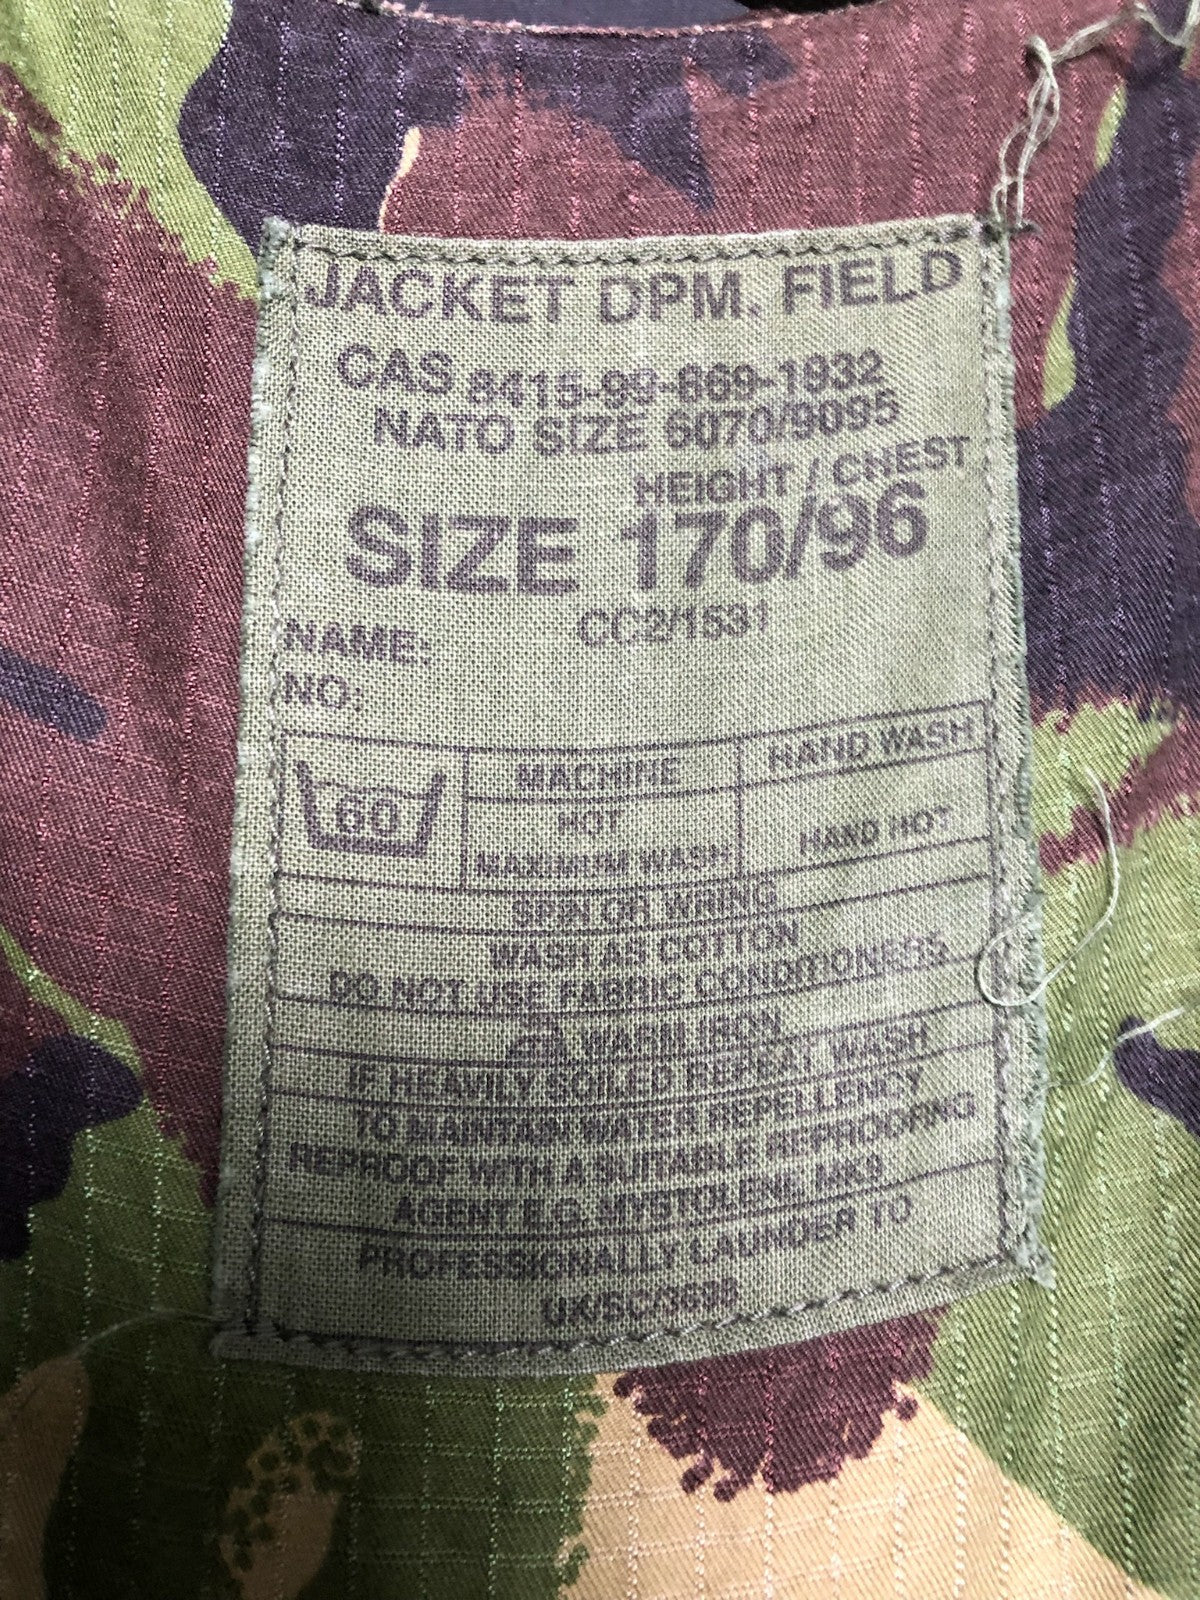 JACKET DPM. FIELD
CAS 8415-99-869-1932
NATO SIZE 6070/9095
HEIGHT / CHEST
SIZE 170/96
CC2/1531
NAME:
NO:
60
MACHINE
HAND WASH
HOT
HAND HOT
MAXIMUM WASH
SPIN OR WRING
WASH AS COTTON
DO NOT USE FABRIC CONDITIONERS
WARM IRON
IF HEAVILY SOILED REPEAT WASH
TO MAINTAIN WATER REPELLENCY
REPROOF WITH A SUITABLE REPROOFING
AGENT E.G. MYSTOLENE MK9
PROFESSIONALLY LAUNDER TO